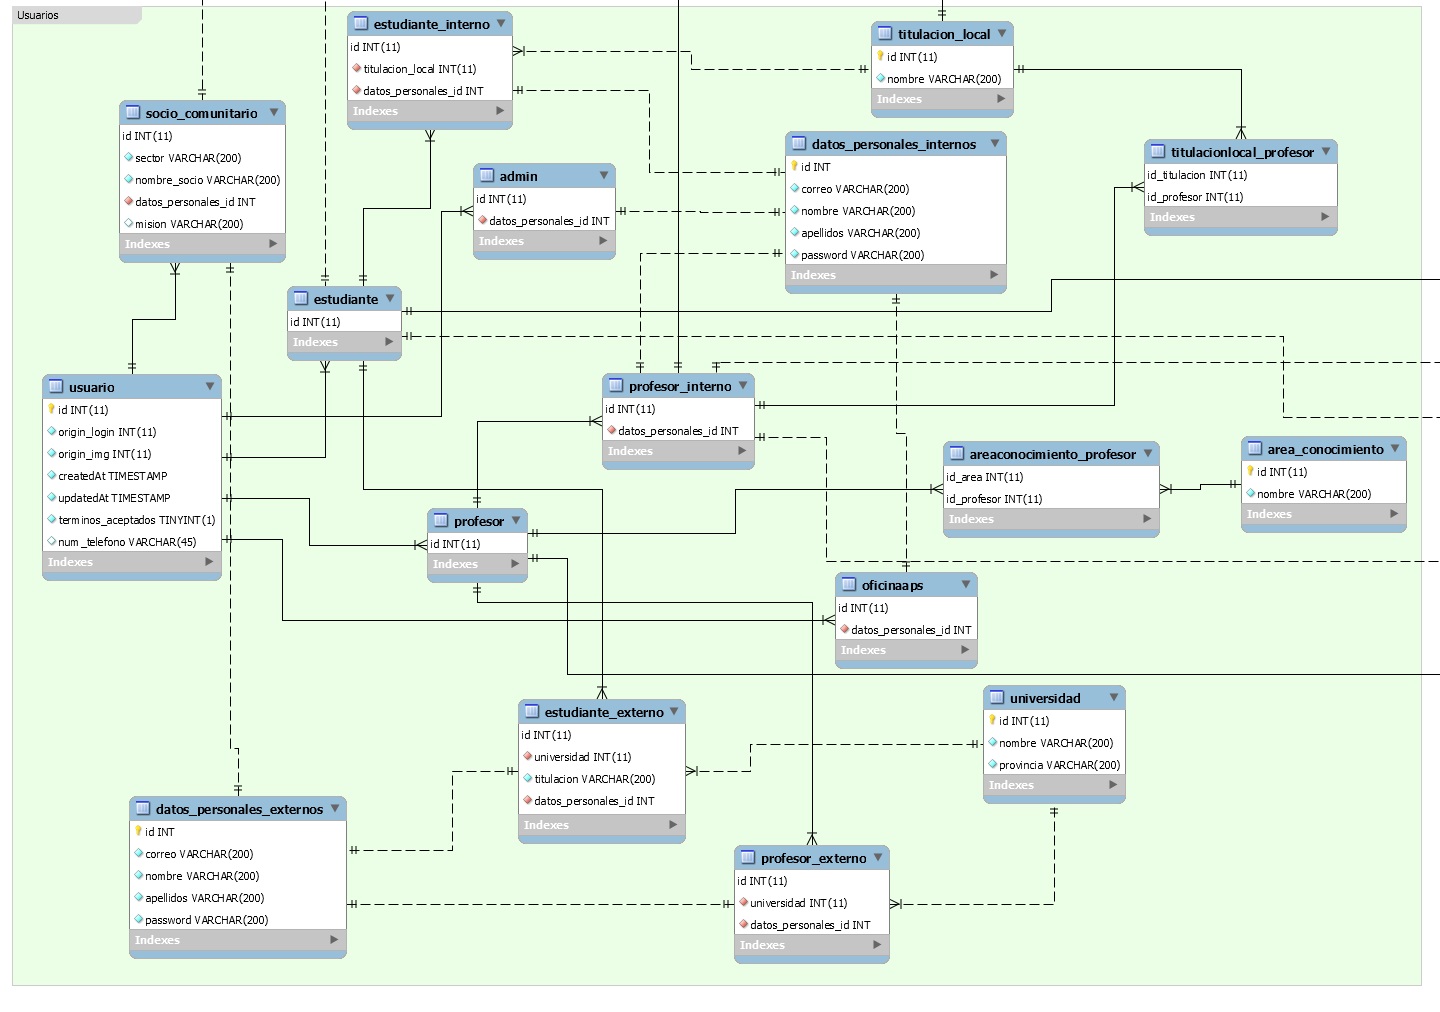 Usuarios
estudiante_interno
id INT(11)
titulacion_local INT(11)
datos_personales_id INT
Indexes
titulacion_local
id INT(11)
nombre VARCHAR(200)
Indexes
socio_comunitario
id INT(11)
sector VARCHAR(200)
nombre_socio VARCHAR(200)
datos_personales_id INT
mision VARCHAR(200)
Indexes
admin
id INT(11)
datos_personales_id INT
Indexes
datos_personales_internos
id INT
correo VARCHAR(200)
nombre VARCHAR(200)
apellidos VARCHAR(200)
password VARCHAR(200)
Indexes
titulacionlocal_profesor
id_titulacion INT(11)
id_profesor INT(11)
Indexes
estudiante
id INT(11)
Indexes
usuario
id INT(11)
origin_login INT(11)
origin_img INT(11)
createdAt TIMESTAMP
updatedAt TIMESTAMP
terminos_aceptados TINYINT(1)
num_telefono VARCHAR(45)
Indexes
profesor_interno
id INT(11)
datos_personales_id INT
Indexes
areaconocimiento_profesor
id_area INT(11)
id_profesor INT(11)
Indexes
area_conocimiento
id INT(11)
nombre VARCHAR(200)
Indexes
profesor
id INT(11)
Indexes
oficinaaps
id INT(11)
datos_personales_id INT
Indexes
estudiante_externo
id INT(11)
universidad INT(11)
titulacion VARCHAR(200)
datos_personales_id INT
Indexes
universidad
id INT(11)
nombre VARCHAR(200)
provincia VARCHAR(200)
Indexes
datos_personales_externos
id INT
correo VARCHAR(200)
nombre VARCHAR(200)
apellidos VARCHAR(200)
password VARCHAR(200)
Indexes
profesor_externo
id INT(11)
universidad INT(11)
datos_personales_id INT
Indexes